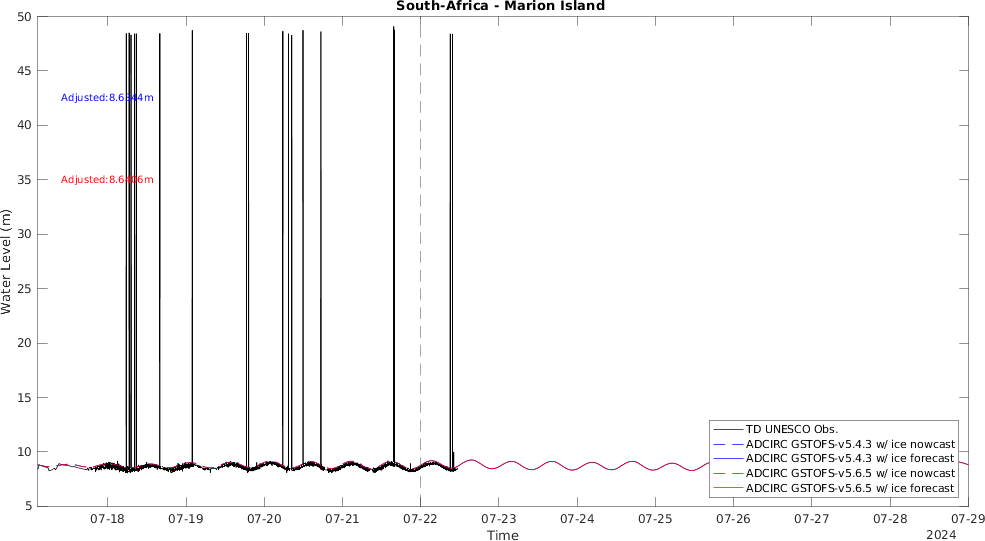 South-Africa - Marion Island
50
45
40
35
30
25
20
15
10
5
Water Level (m)
07-18 07-19 07-20 07-21 07-22 07-23 07-24 07-25 07-26 07-27 07-28 07-29
Time
2024
TD UNESCO Obs.
ADCIRC GSTOFS-v5.4.3 w/ ice nowcast
ADCIRC GSTOFS-v5.4.3 w/ ice forecast
ADCIRC GSTOFS-v5.6.5 w/ ice nowcast
ADCIRC GSTOFS-v5.6.5 w/ ice forecast